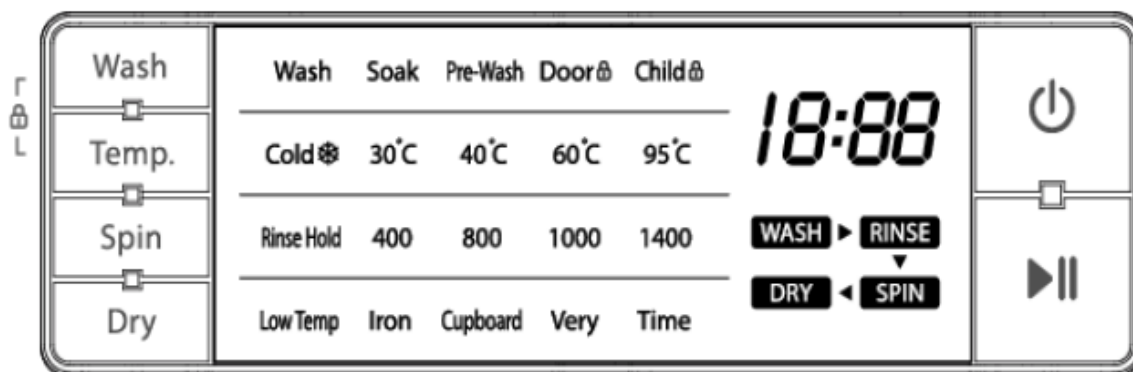 Wash
Temp.
Spin
Dry
Wash Soak Pre-Wash Door Child
Cold 30°C 40°C 60°C 95°C
Rinse Hold 400 800 1000 1400
Low Temp Iron Cupboard Very Time
18:88
WASH RINSE
DRY SPIN